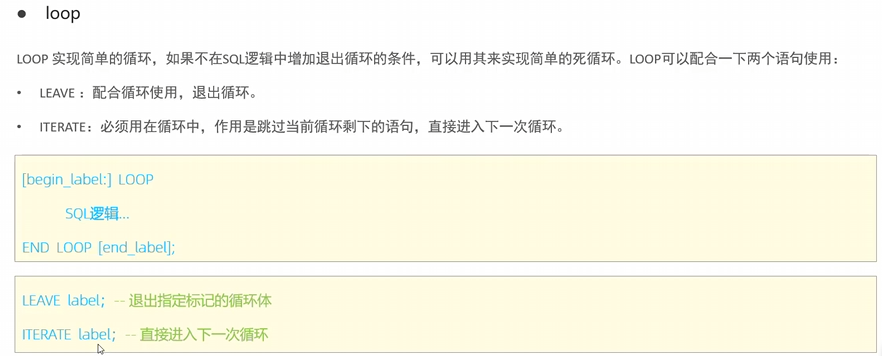 ● loop
LOOP 实现简单的循环，如果不在SQL逻辑中增加退出循环的条件，可以用其来实现简单的死循环。LOOP可以配合一下两个语句使用：
• LEAVE ：配合循环使用，退出循环。
• ITERATE：必须用在循环中，作用是跳过当前循环剩下的语句，直接进入下一次循环。
[begin_label:] LOOP
SQL逻辑...
END LOOP [end_label];
LEAVE label; -- 退出指定标记的循环体
ITERATE label; -- 直接进入下一次循环